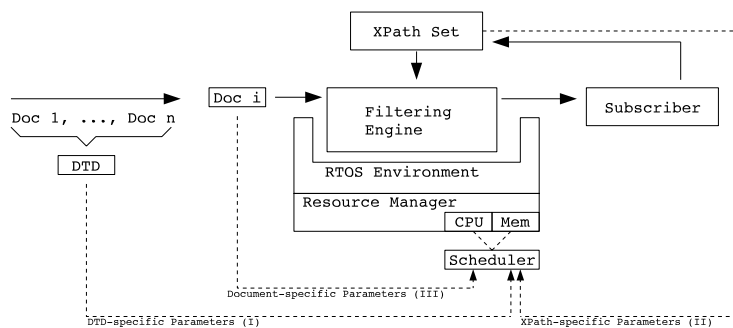 XPath Set
Doc i
Doc 1, ..., Doc n
Filtering
Engine
Subscriber
DTD
RTOS Environment
Resource Manager
CPU
Mem
Scheduler
Document-specific Parameters (III)
DTD-specific Parameters (I)
XPath-specific Parameters (II)